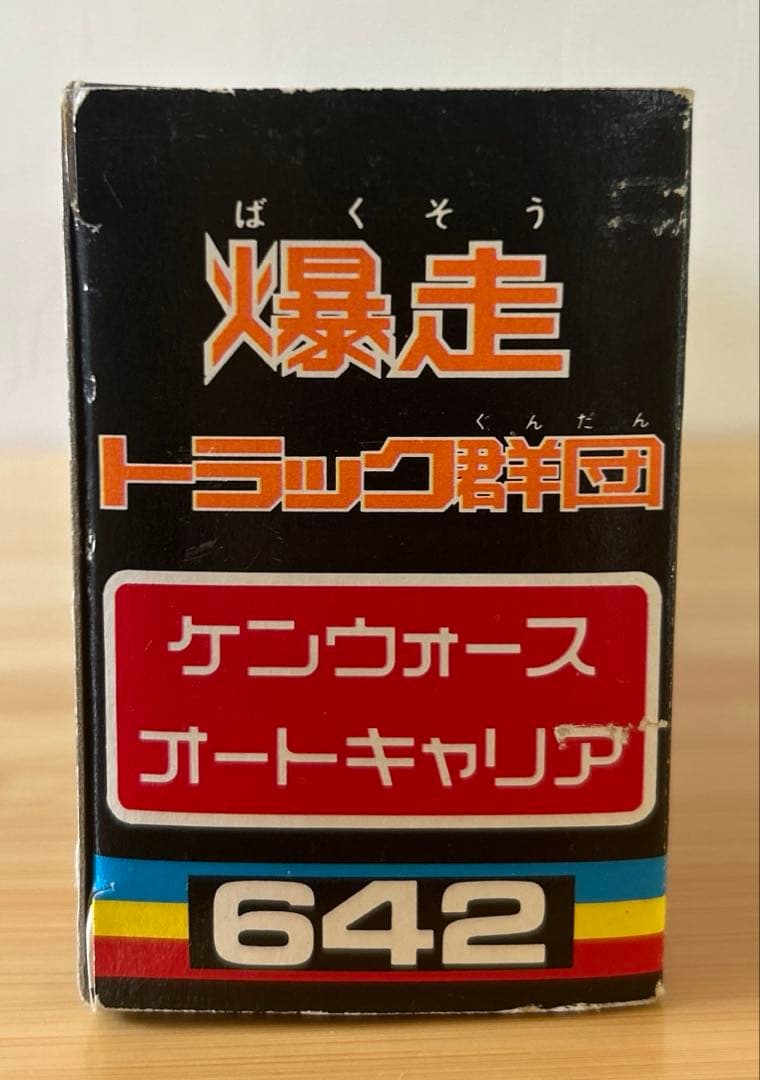 ばくそう
爆走
ぐんだん
トラック群団
ケンウォース
オートキャリア
642